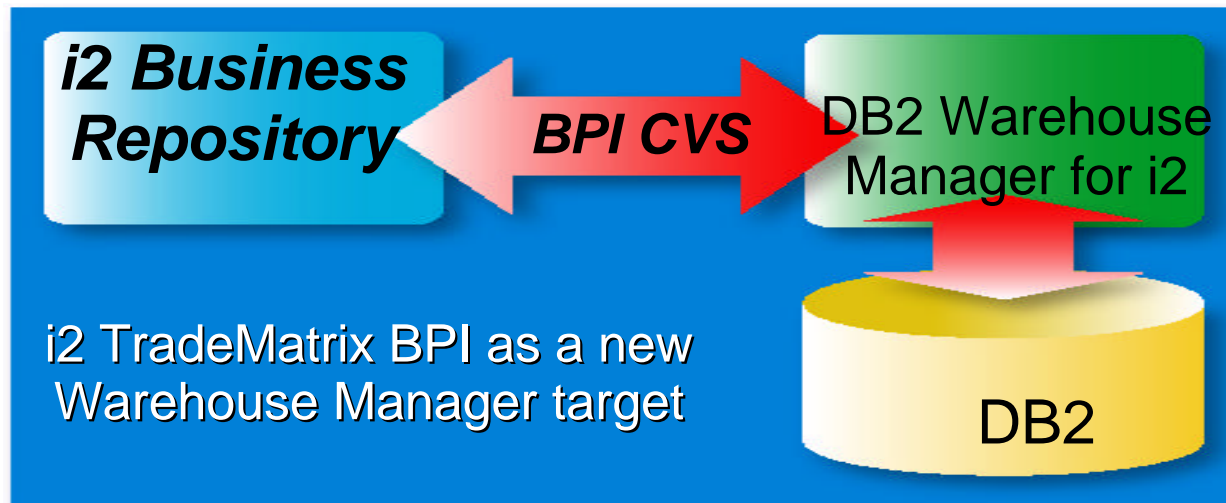 i2 Business
Repository
BPI CVS
DB2 Warehouse
Manager for i2
i2 TradeMatrix BPI as a new
Warehouse Manager target
DB2